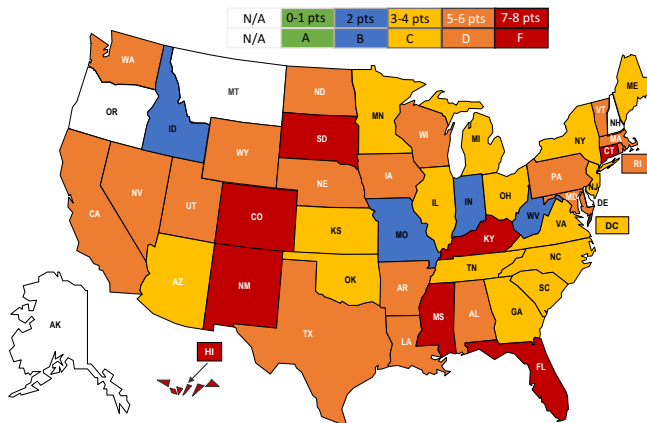 N/A 0-1 pts 2 pts 3-4 pts 5-6 pts 7-8 pts
N/A A B C D F
WA
ME
MT
ND
VT
NH
OR
MN
MA
ID
SD
WI
MI
NY
CT
WY
RI
PA
IA
NJ
NE
OH
MD
NV
IL
IN
DE
UT
CA
CO
WV
VA
DC
KS
MO
KY
NC
TN
AZ
OK
NM
AR
SC
MS
AL
GA
AK
TX
LA
HI
FL